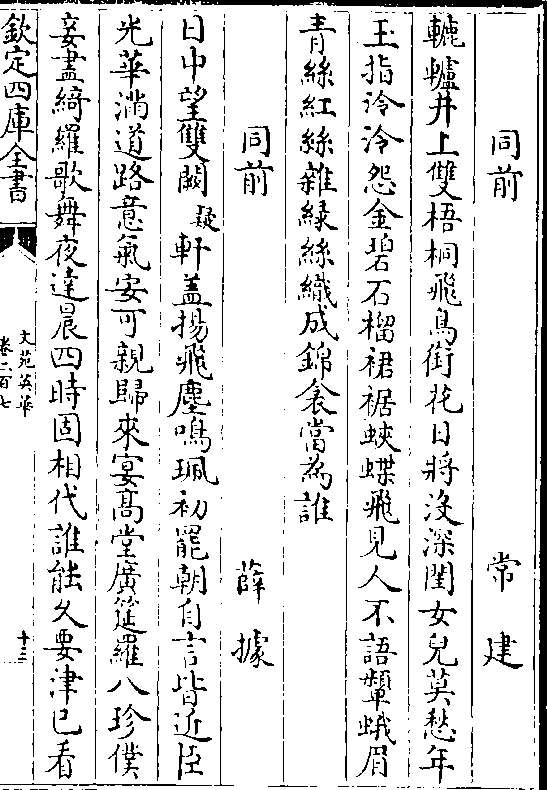 同前 常建
轆轤井上雙梧桐飛鳥銜花日將没深閨女兒莫愁年
玉指泠泠怨金碧石榴裙裾蛺蝶飛見人不語顰蛾眉
青絲紅絲雜緑絲織成錦衾當為誰
同前 薛據
日中望雙闕疑軒盖揚飛塵鳴珮初罷朝自言皆近臣
光華滿道路意氣安可親歸來宴髙堂廣筵羅八珍僕
妾盡綺羅歌舞夜達晨四時固相代誰能久要津已看
欽定四庫全書
文苑英華
卷二百七
十三